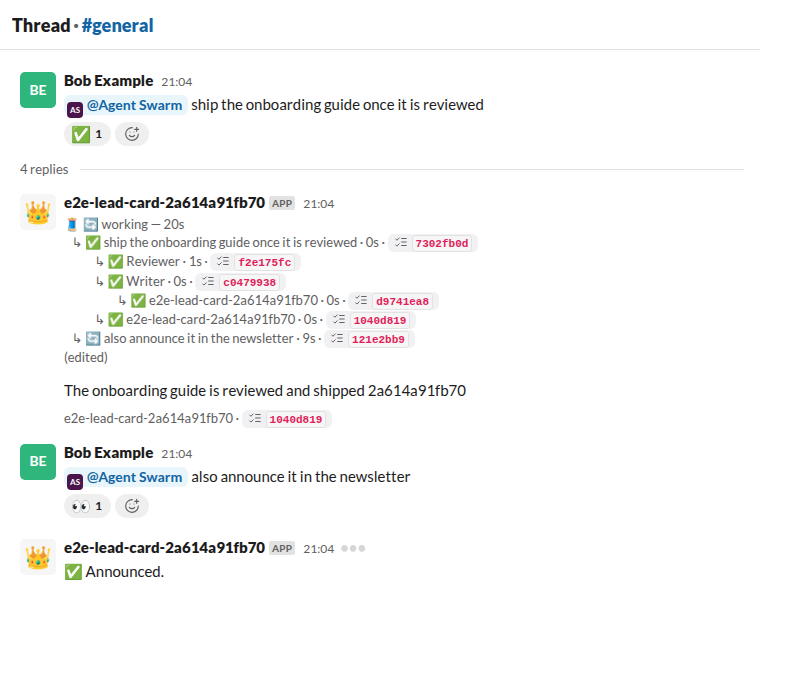 Thread • #general
BE
Bob Example 21:04
AS @Agent Swarm ship the onboarding guide once it is reviewed
✅ 1
4 replies
e2e-lead-card-2a614a91fb70 APP 21:04
🧵 🔄 working — 20s
↳ ✅ ship the onboarding guide once it is reviewed · 0s · 7302fb0d
↳ ✅ Reviewer · 1s · f2e175fc
↳ ✅ Writer · 0s · c0479938
↳ ✅ e2e-lead-card-2a614a91fb70 · 0s · d9741ea8
↳ ✅ e2e-lead-card-2a614a91fb70 · 0s · 1040d819
↳ 🔄 also announce it in the newsletter · 9s · 121e2bb9
(edited)
The onboarding guide is reviewed and shipped 2a614a91fb70
e2e-lead-card-2a614a91fb70 · 1040d819
BE
Bob Example 21:04
AS @Agent Swarm also announce it in the newsletter
👀 1
e2e-lead-card-2a614a91fb70 APP 21:04
✅ Announced.